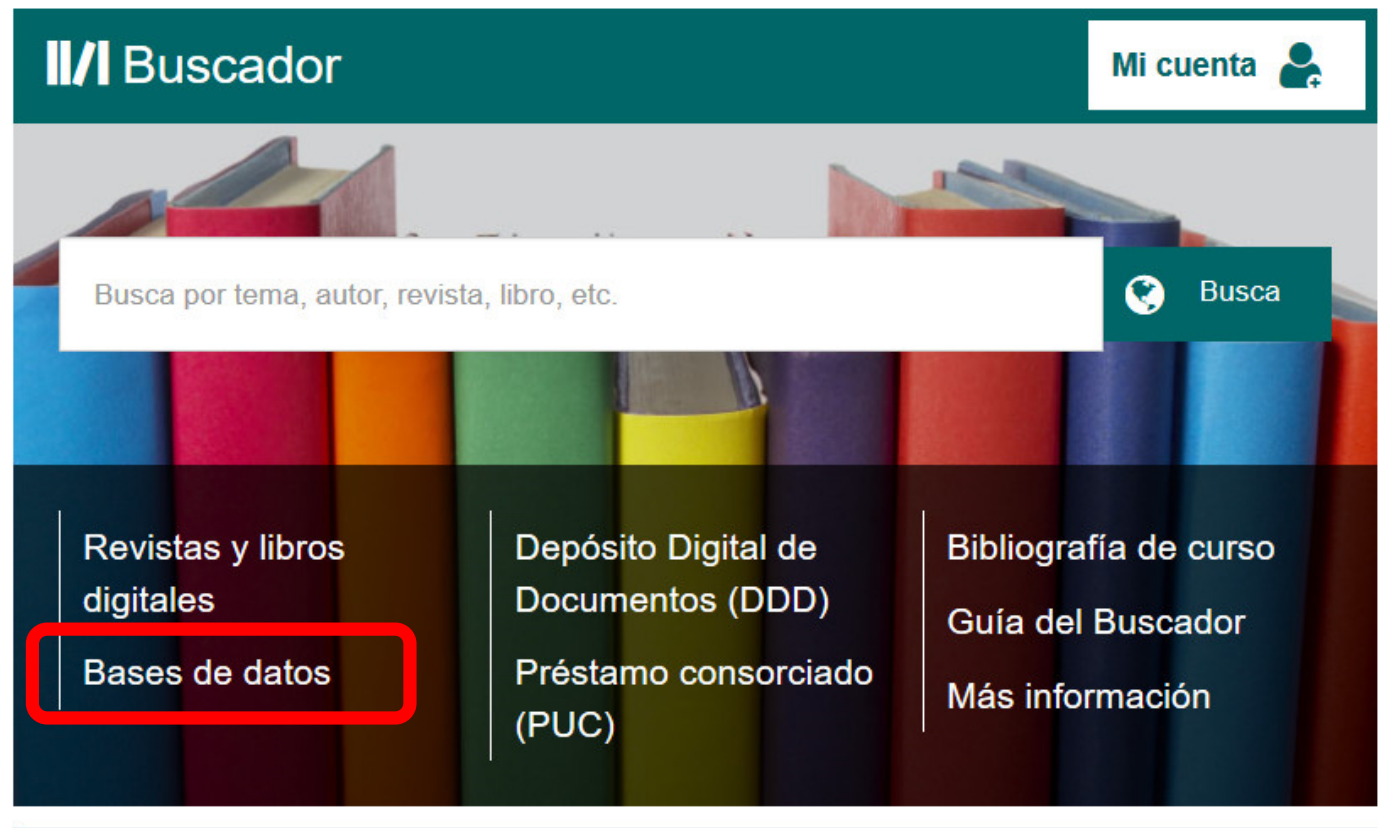 Buscador
Mi cuenta
Busca por tema, autor, revista, libro, etc.
Busca
Revistas y libros
digitales
Bases de datos
Depósito Digital de
Documentos (DDD)
Préstamo consorciado
(PUC)
Bibliografía de curso
Guía del Buscador
Más información